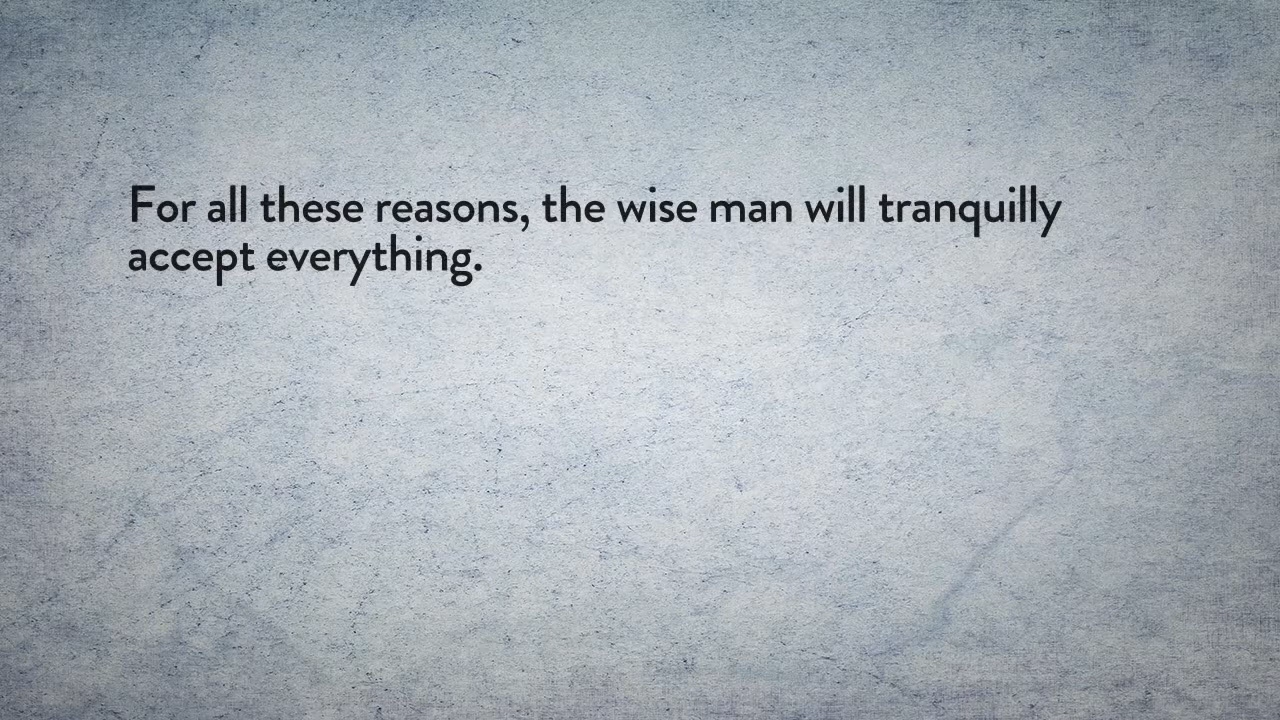 For all these reasons, the wise man will tranquilly
accept everything.